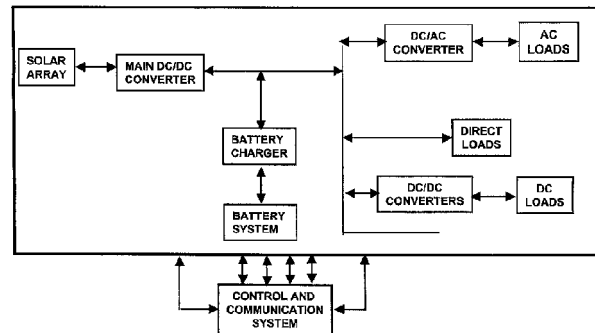 SOLAR
ARRAY
MAIN DC/DC
CONVERTER
DC/AC
CONVERTER
AC
LOADS
BATTERY
CHARGER
DIRECT
LOADS
BATTERY
SYSTEM
DC/DC
CONVERTERS
DC
LOADS
CONTROL AND
COMMUNICATION
SYSTEM